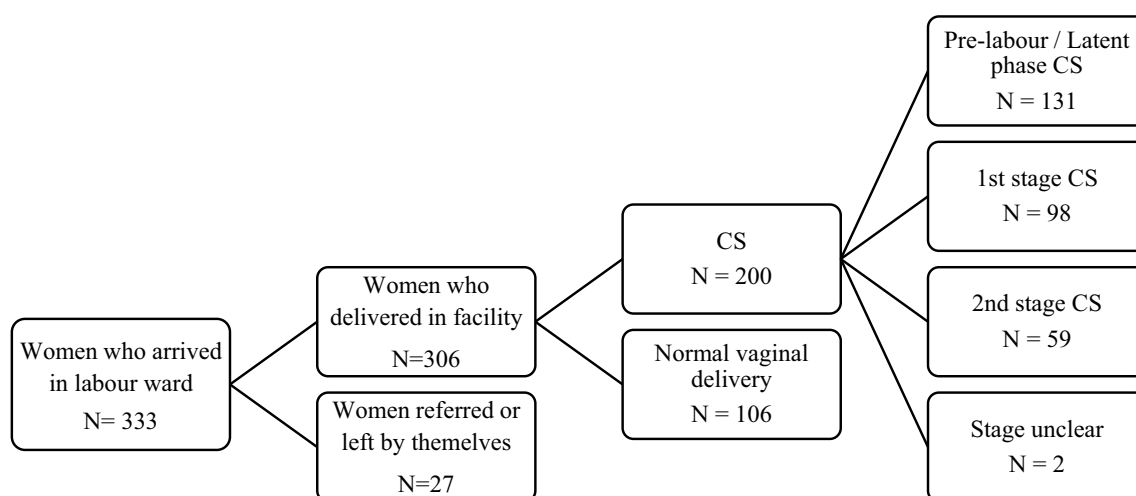 Women who arrived
in labour ward
N= 333
Women who
delivered in facility
N=306
Women referred or
left by themelves
N=27
CS
N = 200
Normal vaginal
delivery
N = 106
Pre-labour / Latent
phase CS
N = 131
1st stage CS
N = 98
2nd stage CS
N = 59
Stage unclear
N = 2